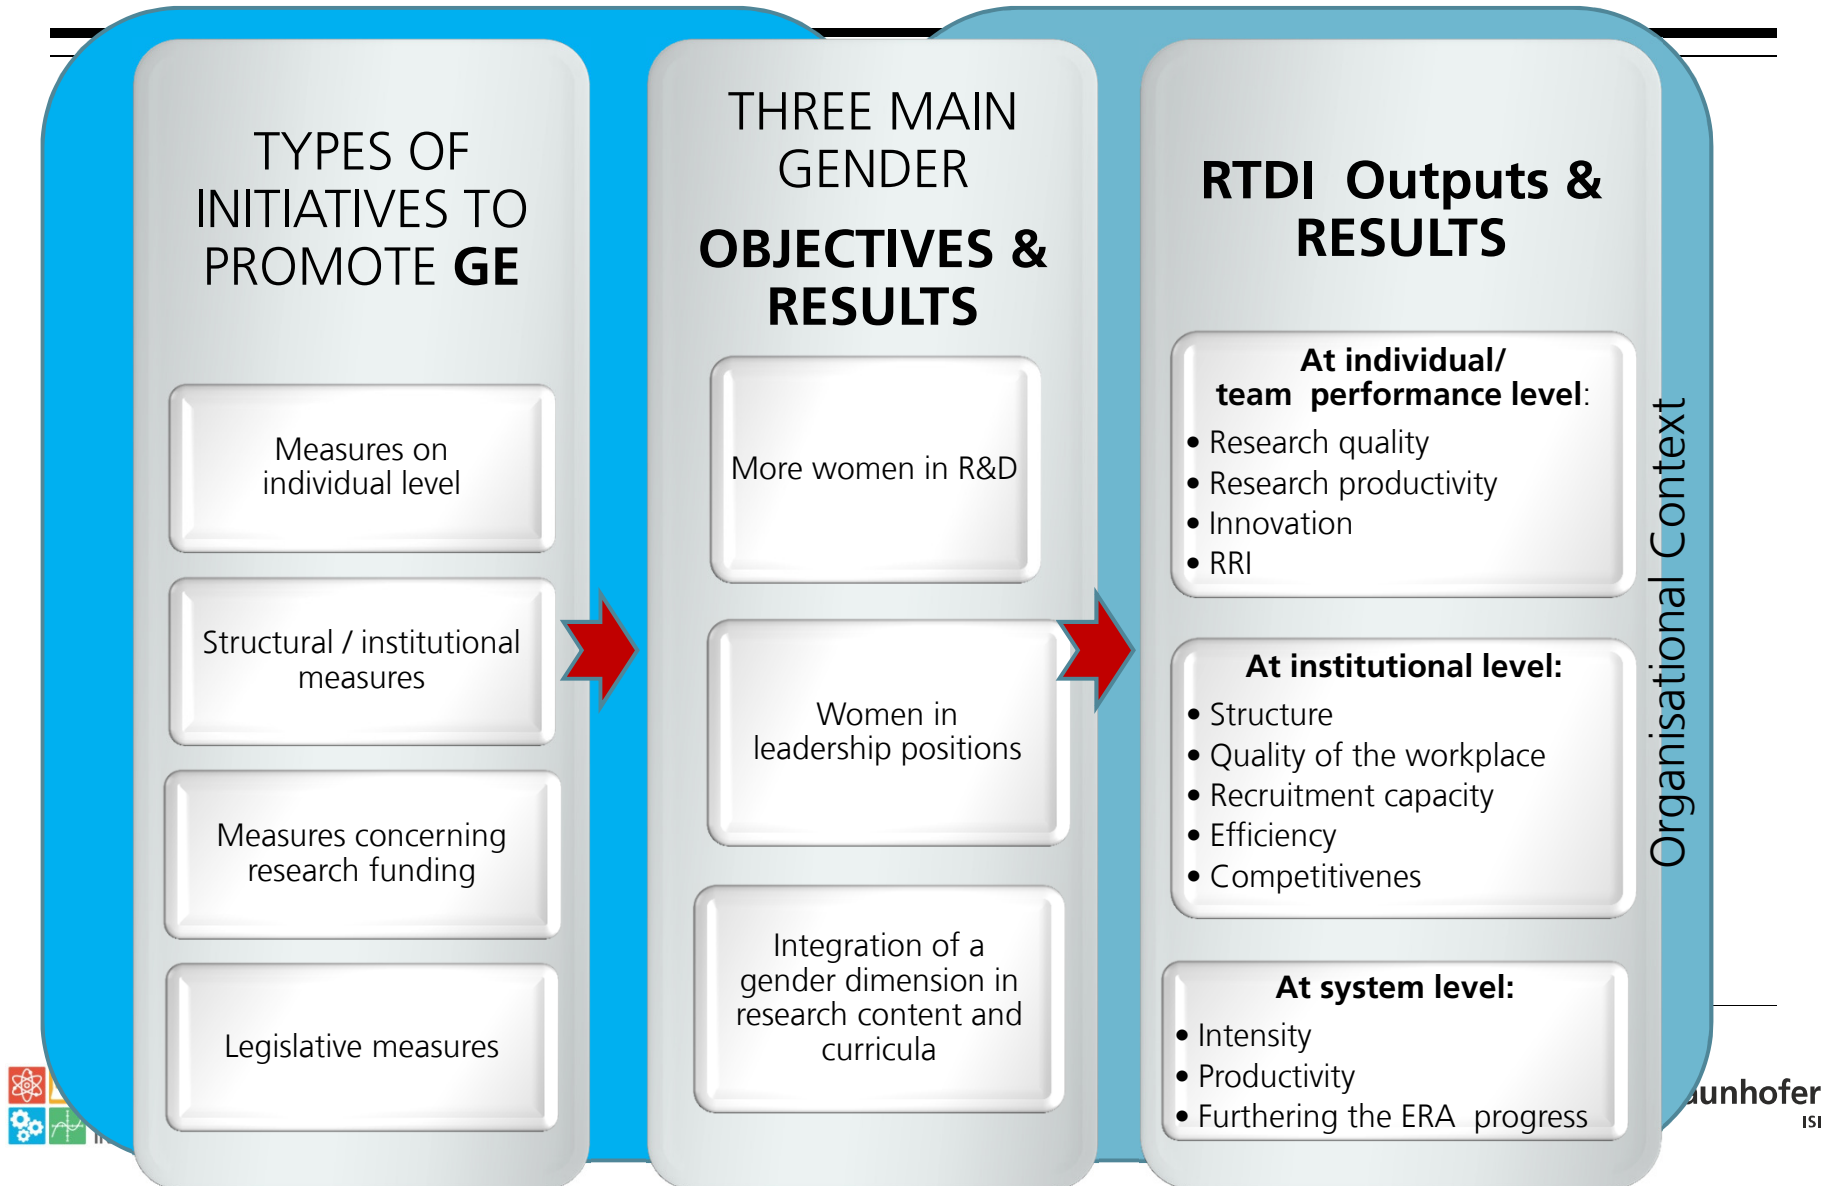 TYPES OF
INITIATIVES TO
PROMOTE GE
Measures on
individual level
Structural / institutional
measures
Measures concerning
research funding
Legislative measures
THREE MAIN
GENDER
OBJECTIVES &
RESULTS
More women in R&D
Women in
leadership positions
Integration of a
gender dimension in
research content and
curricula
RTDI Outputs &
RESULTS
At individual/
team performance level:
• Research quality
• Research productivity
• Innovation
• RRI
At institutional level:
• Structure
• Quality of the workplace
• Recruitment capacity
• Efficiency
• Competitivenes
At system level:
• Intensity
• Productivity
• Furthering the ERA progress
Organisational Context
aunhofer
ISI